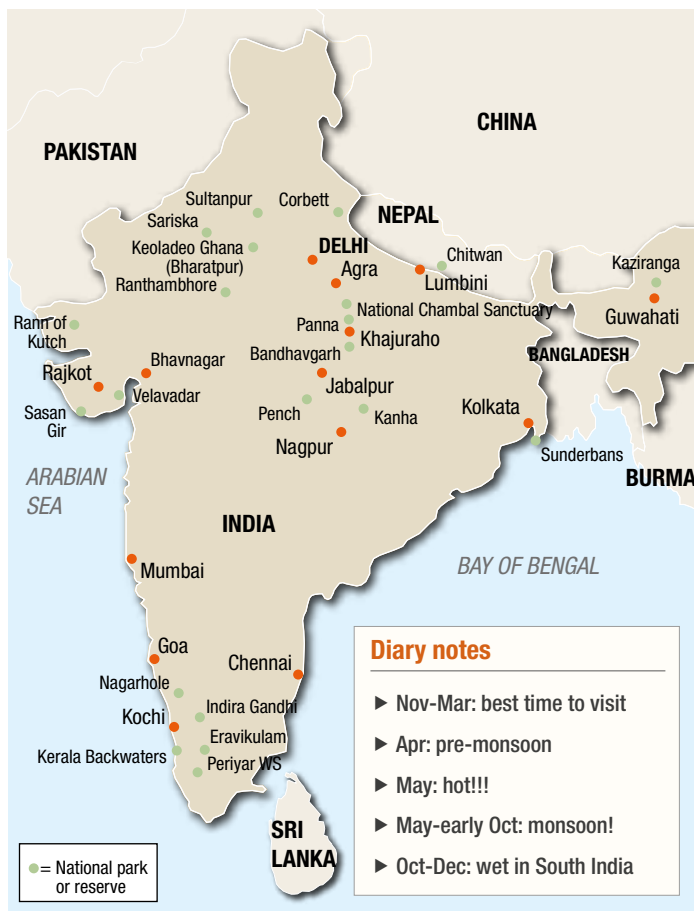 CHINA
PAKISTAN
Sultanpur
Corbett
NEPAL
Sariska
Keoladeo Ghana
(Bharatpur)
DELHI
Chitwan
Kaziranga
Agra
Lumbini
Ranthambhore
National Chambal Sanctuary
Guwahati
Rann of
Kutch
Panna
Khajuraho
Bandhavgarh
BANGLADESH
Bhavnagar
Rajkot
Jabalpur
Velavadar
Sasan
Gir
Pench
Kanha
Kolkata
Nagpur
Sunderbans
ARABIAN
SEA
BURMA
INDIA
BAY OF BENGAL
Mumbai
Goa
Chennai
Nagarhole
Indira Gandhi
Kochi
Eravikulam
Kerala Backwaters
Periyar WS
SRI
LANKA
= National park
or reserve
Diary notes
▶ Nov-Mar: best time to visit
▶ Apr: pre-monsoon
▶ May: hot!!!
▶ May-early Oct: monsoon!
▶ Oct-Dec: wet in South India